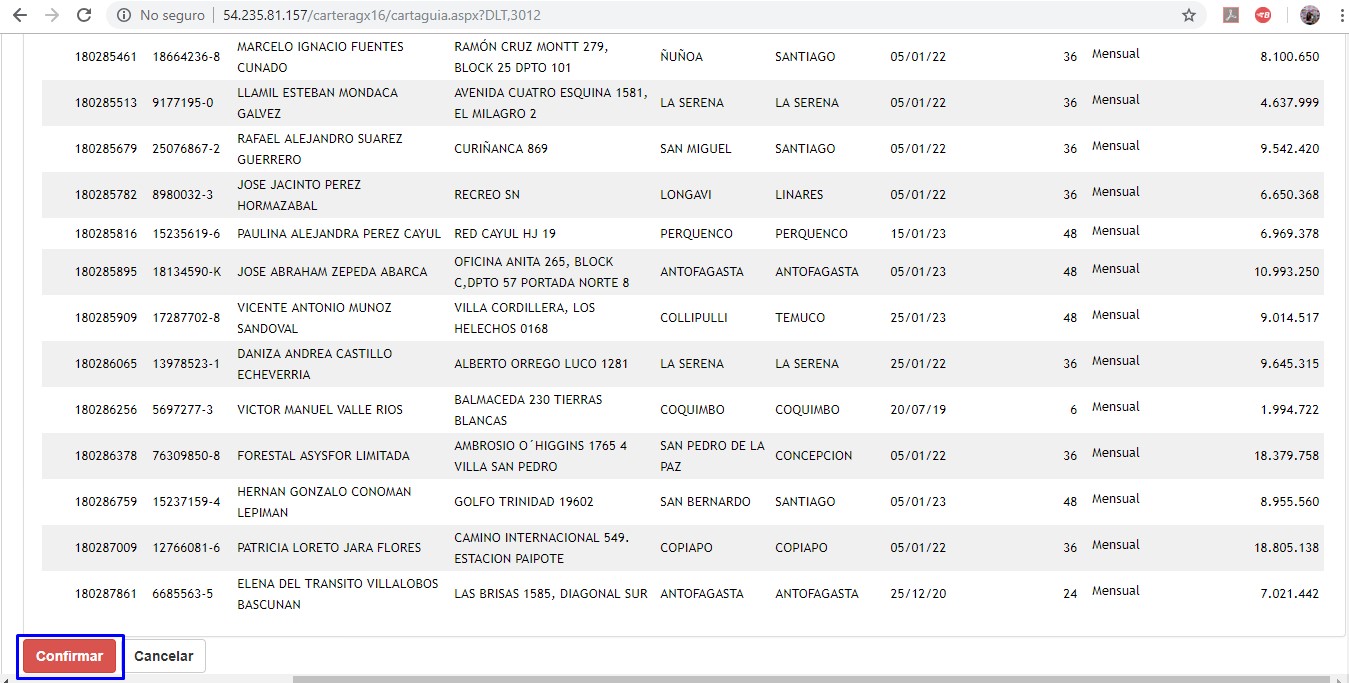 No seguro | 54.235.81.157/carteragx16/cartaguia.aspx?DLT,3012
180285461 18664236-8 MARCELO IGNACIO FUENTES CUNADO RAMÓN CRUZ MONTT 279, BLOCK 25 DPTO 101 ÑUÑOA SANTIAGO 05/01/22 36 Mensual 8.100.650
180285513 9177195-0 LLAMIL ESTEBAN MONDACA GALVEZ AVENIDA CUATRO ESQUINA 1581, EL MILAGRO 2 LA SERENA LA SERENA 05/01/22 36 Mensual 4.637.999
180285679 25076867-2 RAFAEL ALEJANDRO SUAREZ GUERRERO CURIÑANCA 869 SAN MIGUEL SANTIAGO 05/01/22 36 Mensual 9.542.420
180285782 8980032-3 JOSE JACINTO PEREZ HORMAZABAL RECREO SN LONGAVI LINARES 05/01/22 36 Mensual 6.650.368
180285816 15235619-6 PAULINA ALEJANDRA PEREZ CAYUL RED CAYUL HJ 19 PERQUENCO PERQUENCO 15/01/23 48 Mensual 6.969.378
180285895 18134590-K JOSE ABRAHAM ZEPEDA ABARCA OFICINA ANITA 265, BLOCK C,DPTO 57 PORTADA NORTE 8 ANTOFAGASTA ANTOFAGASTA 05/01/23 48 Mensual 10.993.250
180285909 17287702-8 VICENTE ANTONIO MUNOZ SANDOVAL VILLA CORDILLERA, LOS HELECHOS 0168 COLLIPULLI TEMUCO 25/01/23 48 Mensual 9.014.517
180286065 13978523-1 DANIZA ANDREA CASTILLO ECHEVERRIA ALBERTO ORREGO LUCO 1281 LA SERENA LA SERENA 25/01/22 36 Mensual 9.645.315
180286256 5697277-3 VICTOR MANUEL VALLE RIOS BALMACEDA 230 TIERRAS BLANCAS COQUIMBO COQUIMBO 20/07/19 6 Mensual 1.994.722
180286378 76309850-8 FORESTAL ASYSFOR LIMITADA AMBROSIO O´HIGGINS 1765 4 VILLA SAN PEDRO SAN PEDRO DE LA PAZ CONCEPCION 05/01/22 36 Mensual 18.379.758
180286759 15237159-4 HERNAN GONZALO CONOMAN LEPIMAN GOLFO TRINIDAD 19602 SAN BERNARDO SANTIAGO 05/01/23 48 Mensual 8.955.560
180287009 12766081-6 PATRICIA LORETO JARA FLORES CAMINO INTERNACIONAL 549. ESTACION PAIPOTE COPIAPO COPIAPO 05/01/22 36 Mensual 18.805.138
180287861 6685563-5 ELENA DEL TRANSITO VILLALOBOS BASCUNAN LAS BRISAS 1585, DIAGONAL SUR ANTOFAGASTA ANTOFAGASTA 25/12/20 24 Mensual 7.021.442
Confirmar Cancelar